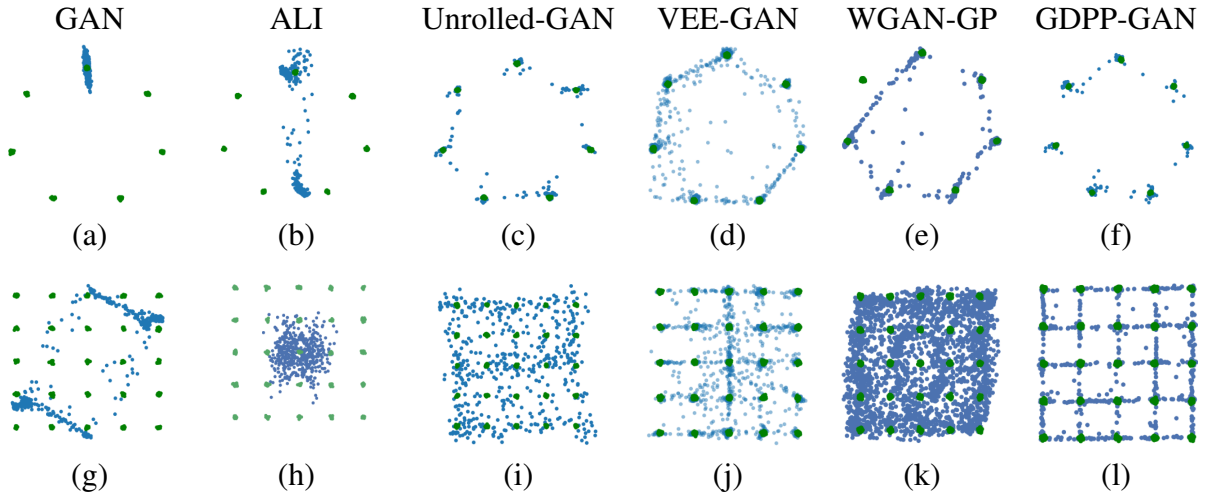 GAN ALI Unrolled-GAN VEE-GAN WGAN-GP GDPP-GAN
(a) (b) (c) (d) (e) (f)
(g) (h) (i) (j) (k) (l)